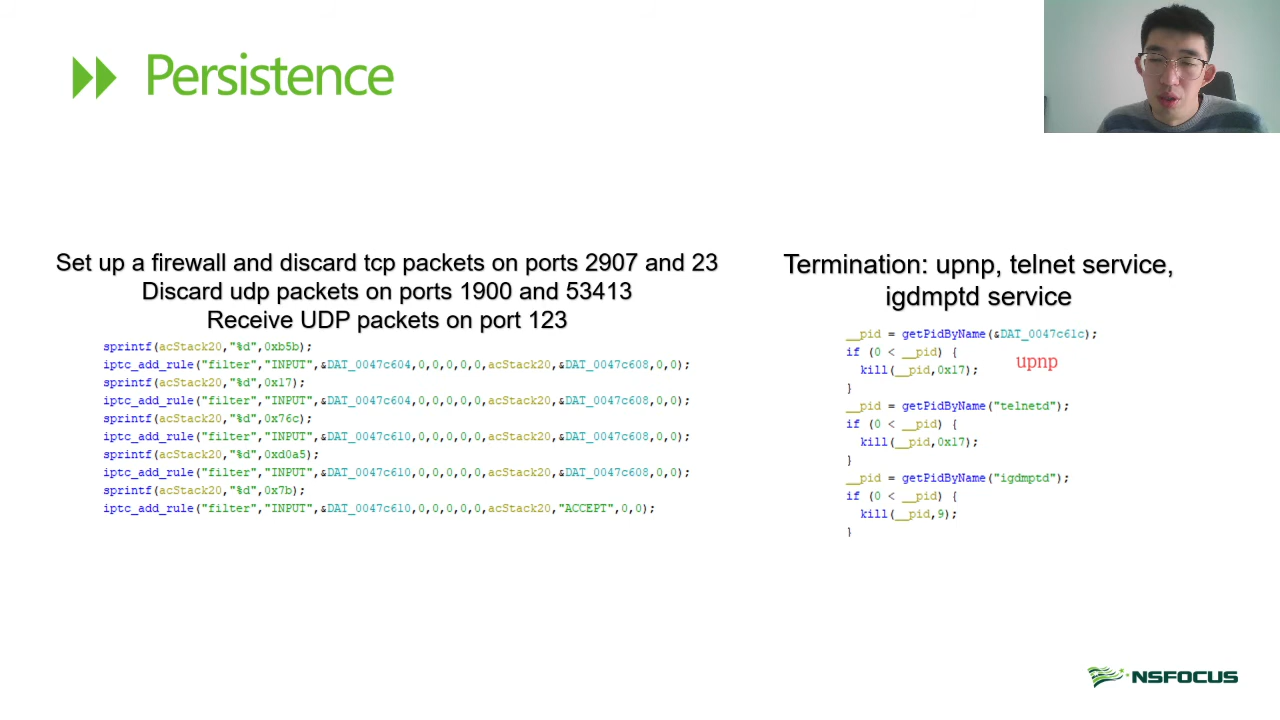 Persistence
Set up a firewall and discard tcp packets on ports 2907 and 23
Discard udp packets on ports 1900 and 53413
Receive UDP packets on port 123
sprintf(acStack20,"%d",0xb5b);
iptc_add_rule("filter","INPUT",&DAT_0047c604,0,0,0,0,0,acStack20,&DAT_0047c608,0,0);
sprintf(acStack20,"%d",0x17);
iptc_add_rule("filter","INPUT",&DAT_0047c604,0,0,0,0,0,acStack20,&DAT_0047c608,0,0);
sprintf(acStack20,"%d",0x76c);
iptc_add_rule("filter","INPUT",&DAT_0047c610,0,0,0,0,0,acStack20,&DAT_0047c608,0,0);
sprintf(acStack20,"%d",0xd0a5);
iptc_add_rule("filter","INPUT",&DAT_0047c610,0,0,0,0,0,acStack20,&DAT_0047c608,0,0);
sprintf(acStack20,"%d",0x7b);
iptc_add_rule("filter","INPUT",&DAT_0047c610,0,0,0,0,0,acStack20,"ACCEPT",0,0);
Termination: upnp, telnet service,
igdmptd service
__pid = getPidByName(&DAT_0047c61c);
if (0 < __pid) {
upnp
kill(__pid,0x17);
}
__pid = getPidByName("telnetd");
if (0 < __pid) {
kill(__pid,0x17);
}
__pid = getPidByName("igdmptd");
if (0 < __pid) {
kill(__pid,9);
}
NSFOCUS